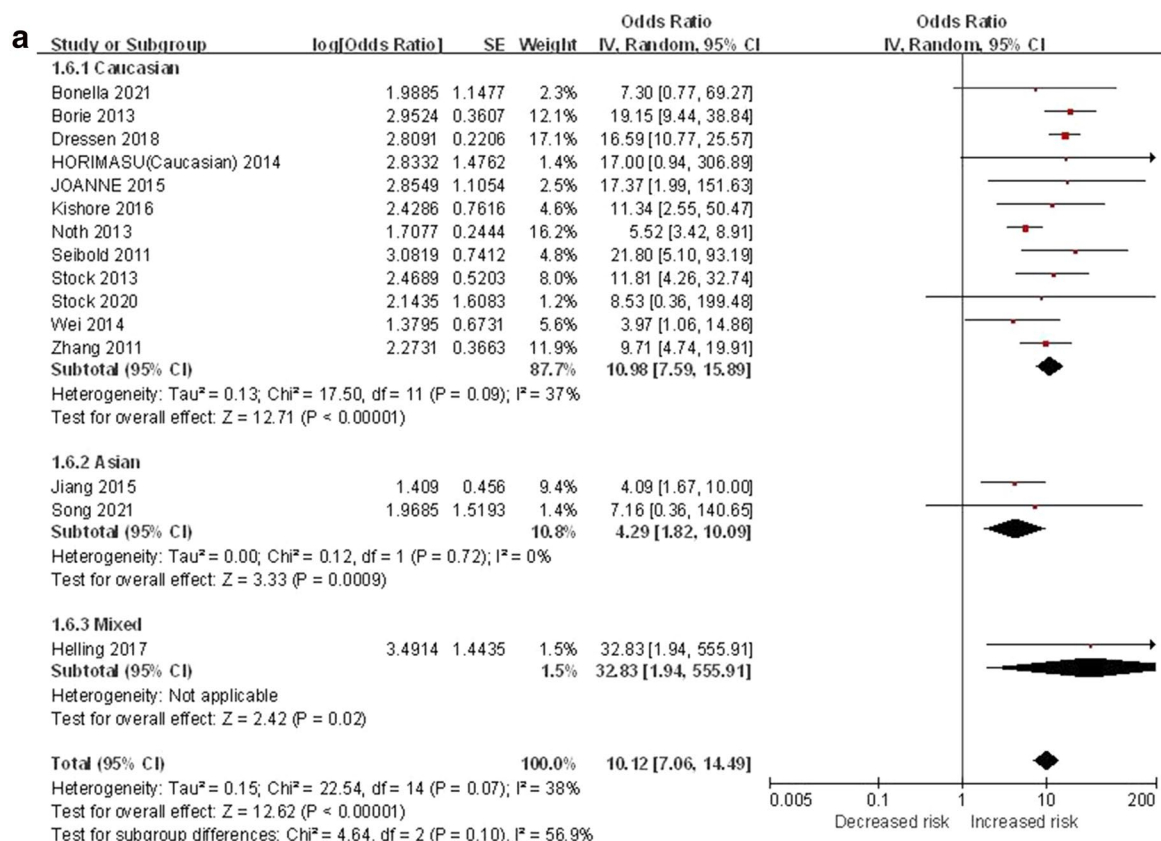 a
Odds Ratio Odds Ratio
Study or Subgroup log[Odds Ratio] SE Weight IV, Random, 95% CI IV, Random, 95% CI
1.6.1 Caucasian
Bonella 2021 1.9885 1.1477 2.3% 7.30 [0.77, 69.27]
Borie 2013 2.9524 0.3607 12.1% 19.15 [9.44, 38.84]
Dressen 2018 2.8091 0.2206 17.1% 16.59 [10.77, 25.57]
HORIMASU(Caucasian) 2014 2.8332 1.4762 1.4% 17.00 [0.94, 306.89]
JOANNE 2015 2.8549 1.1054 2.5% 17.37 [1.99, 151.63]
Kishore 2016 2.4286 0.7616 4.6% 11.34 [2.55, 50.47]
Noth 2013 1.7077 0.2444 16.2% 5.52 [3.42, 8.91]
Seibold 2011 3.0819 0.7412 4.8% 21.80 [5.10, 93.19]
Stock 2013 2.4689 0.5203 8.0% 11.81 [4.26, 32.74]
Stock 2020 2.1435 1.6083 1.2% 8.53 [0.36, 199.48]
Wei 2014 1.3795 0.6731 5.6% 3.97 [1.06, 14.86]
Zhang 2011 2.2731 0.3663 11.9% 9.71 [4.74, 19.91]
Subtotal (95% CI) 87.7% 10.98 [7.59, 15.89]
Heterogeneity: Tau² = 0.13; Chi² = 17.50, df = 11 (P = 0.09); I² = 37%
Test for overall effect: Z = 12.71 (P < 0.00001)
1.6.2 Asian
Jiang 2015 1.409 0.456 9.4% 4.09 [1.67, 10.00]
Song 2021 1.9685 1.5193 1.4% 7.16 [0.36, 140.65]
Subtotal (95% CI) 10.8% 4.29 [1.82, 10.09]
Heterogeneity: Tau² = 0.00; Chi² = 0.12, df = 1 (P = 0.72); I² = 0%
Test for overall effect: Z = 3.33 (P = 0.0009)
1.6.3 Mixed
Helling 2017 3.4914 1.4435 1.5% 32.83 [1.94, 555.91]
Subtotal (95% CI) 1.5% 32.83 [1.94, 555.91]
Heterogeneity: Not applicable
Test for overall effect: Z = 2.42 (P = 0.02)
Total (95% CI) 100.0% 10.12 [7.06, 14.49]
Heterogeneity: Tau² = 0.15; Chi² = 22.54, df = 14 (P = 0.07); I² = 38%
0.005 0.1 1 10 200
Test for overall effect: Z = 12.62 (P < 0.00001)
Decreased risk Increased risk
Test for subgroup differences: Chi² = 4.64, df = 2 (P = 0.10), I² = 56.9%